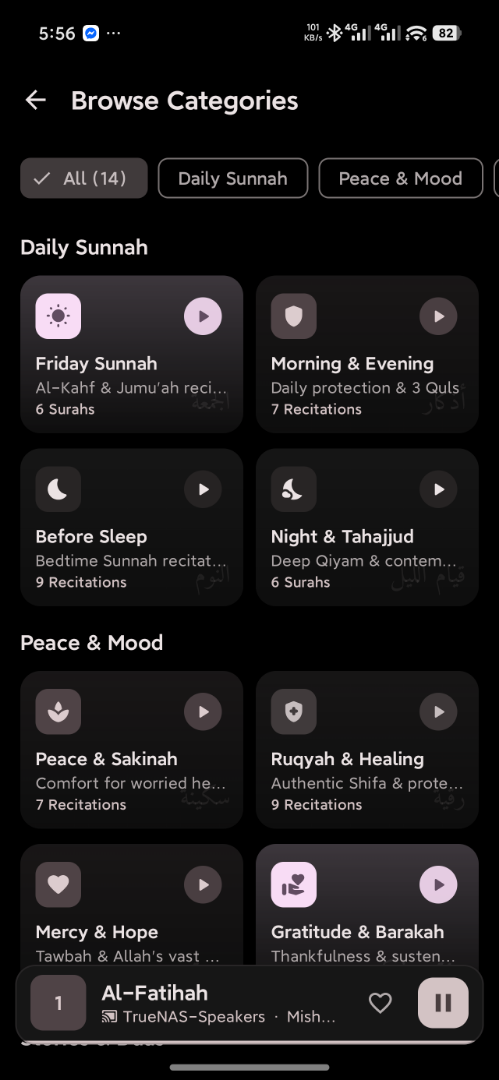 5:56
101 KB/s 4G 4G 6 82
Browse Categories
All (14) Daily Sunnah Peace & Mood
Daily Sunnah
Friday Sunnah
Al-Kahf & Jumu'ah reci...
6 Surahs
الجمعة
Morning & Evening
Daily protection & 3 Quls
7 Recitations
أذكار
Before Sleep
Bedtime Sunnah recitat...
9 Recitations
النوم
Night & Tahajjud
Deep Qiyam & contem...
6 Surahs
قيام الليل
Peace & Mood
Peace & Sakinah
Comfort for worried he...
7 Recitations
سكينة
Ruqyah & Healing
Authentic Shifa & prote...
9 Recitations
رقية
Mercy & Hope
Tawbah & Allah's vast ...
Gratitude & Barakah
Thankfulness & susten...
1
Al-Fatihah
TrueNAS-Speakers · Mish...